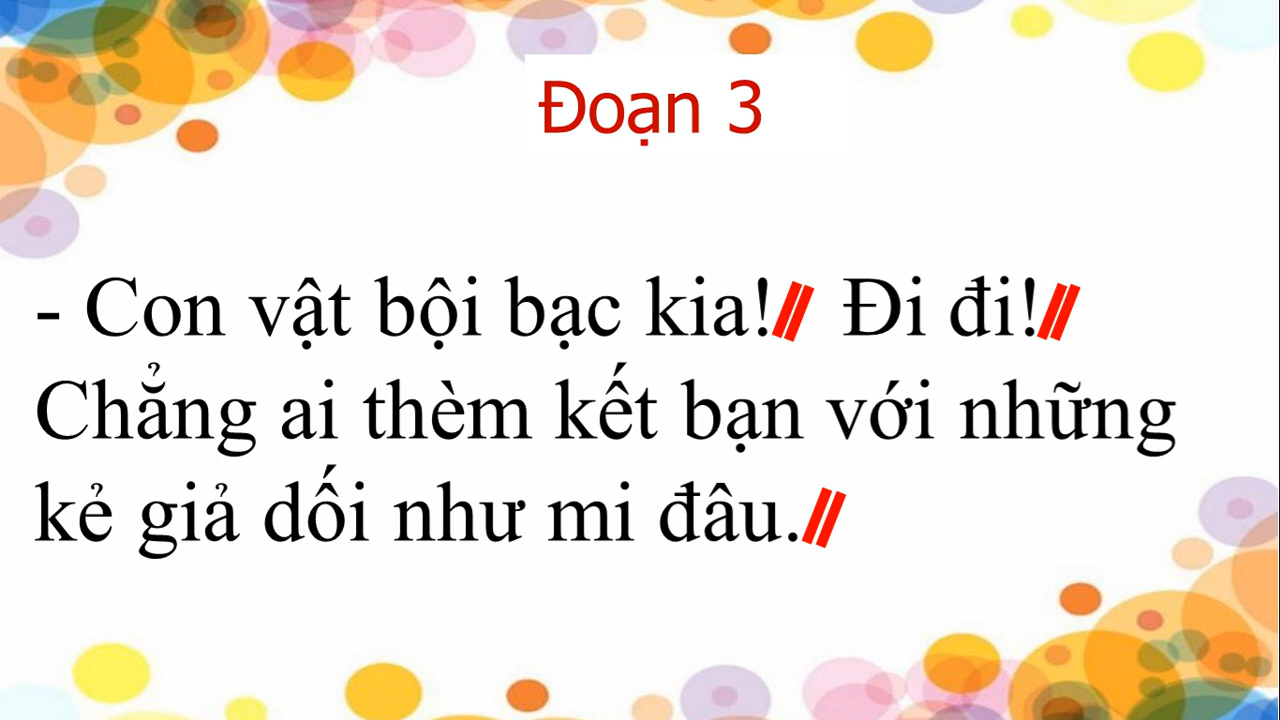 Đoạn 3
- Con vật bội bạc kia!// Đi đi!//
Chẳng ai thèm kết bạn với những
kẻ giả dối như mi đâu.//